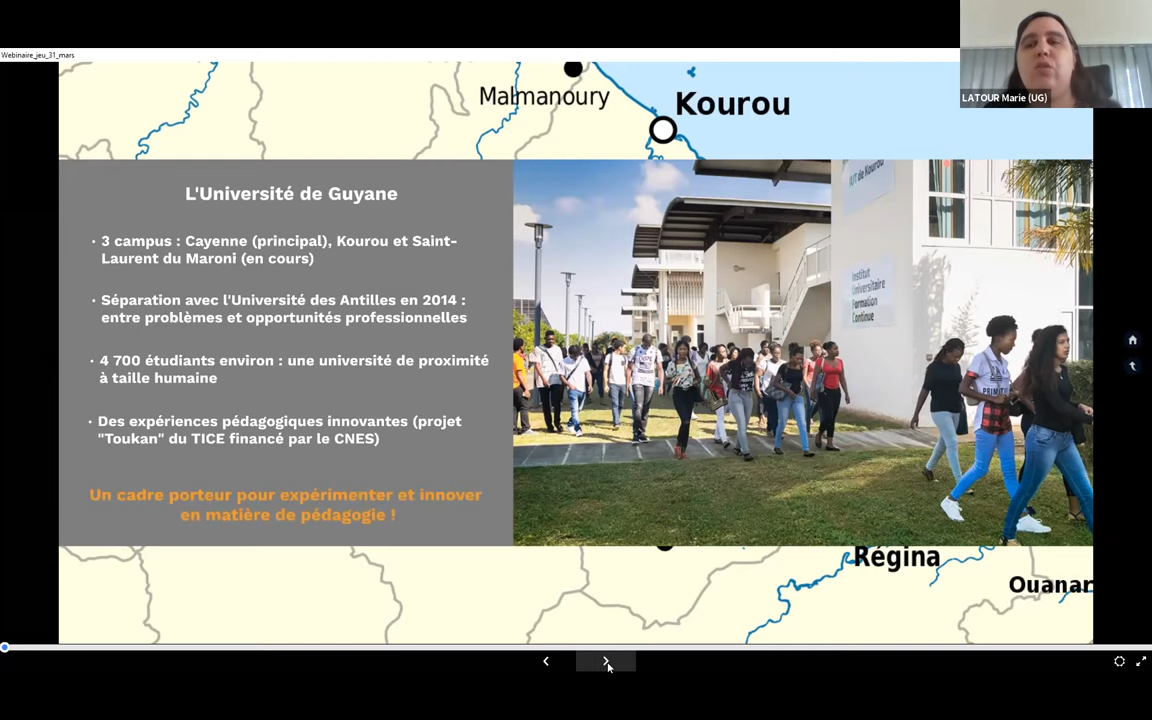 Webinaire_jeu_31_mars
LATOUR Marie (UG)
Malmanoury
Kourou
L'Université de Guyane
· 3 campus : Cayenne (principal), Kourou et Saint-
Laurent du Maroni (en cours)
· Séparation avec l'Université des Antilles en 2014 :
entre problèmes et opportunités professionnelles
· 4 700 étudiants environ : une université de proximité
à taille humaine
· Des expériences pédagogiques innovantes (projet
"Toukan" du TICE financé par le CNES)
Un cadre porteur pour expérimenter et innover
en matière de pédagogie !
IUT de Kourou
Institut
Universitaire
Formation
Continue
Régina
Ouanar